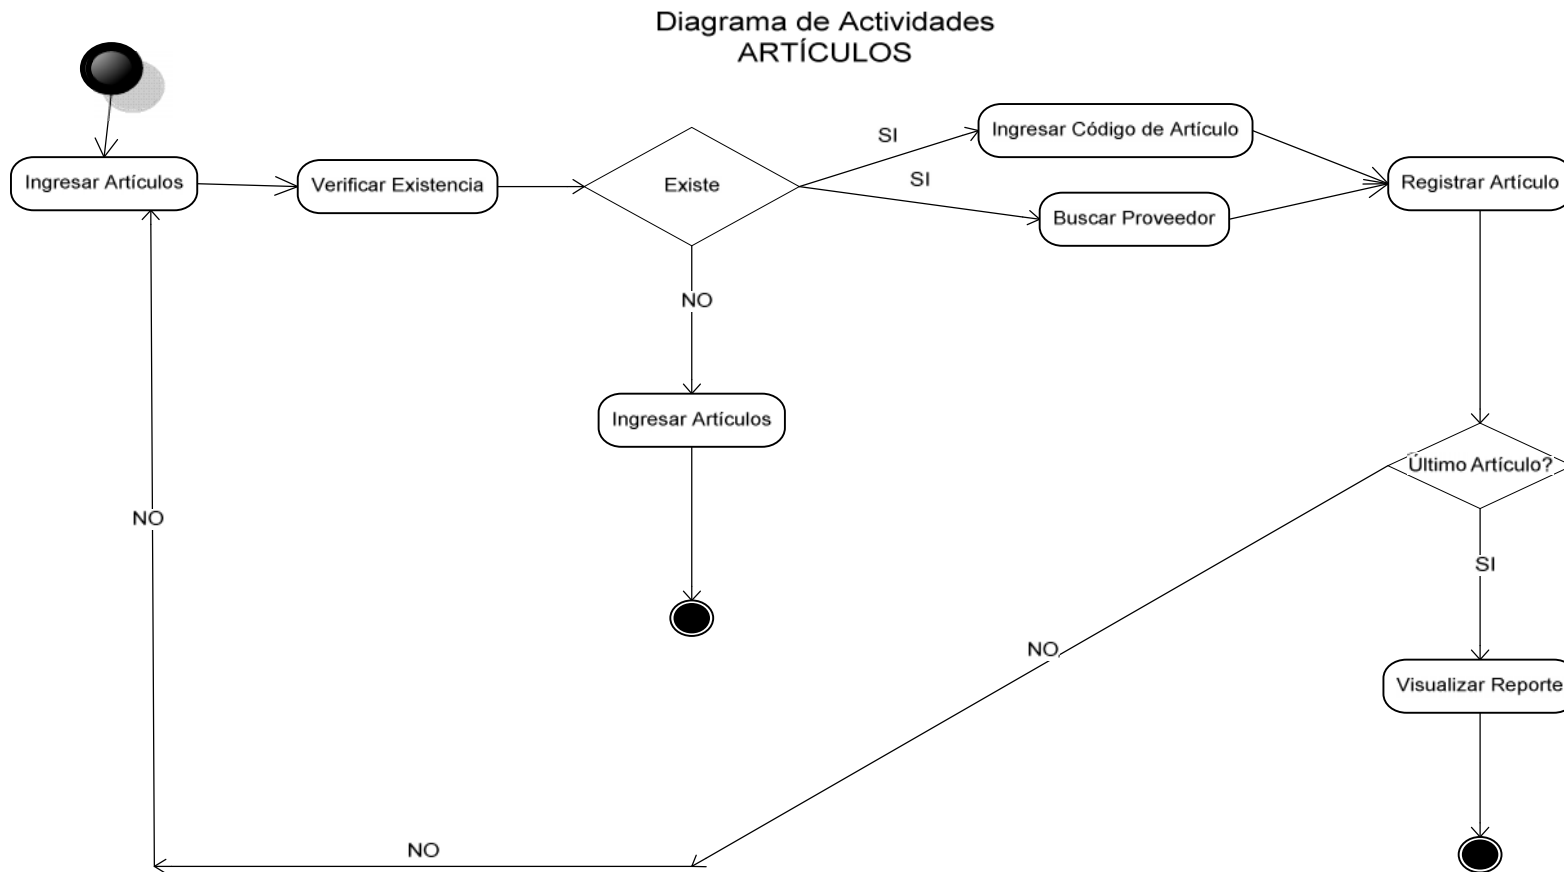 Diagrama de Actividades
ARTÍCULOS
Ingresar Artículos
Verificar Existencia
Existe
SI
Ingresar Código de Artículo
SI
Buscar Proveedor
Registrar Artículo
NO
Ingresar Artículos
Último Artículo?
NO
SI
NO
Visualizar Reporte
NO